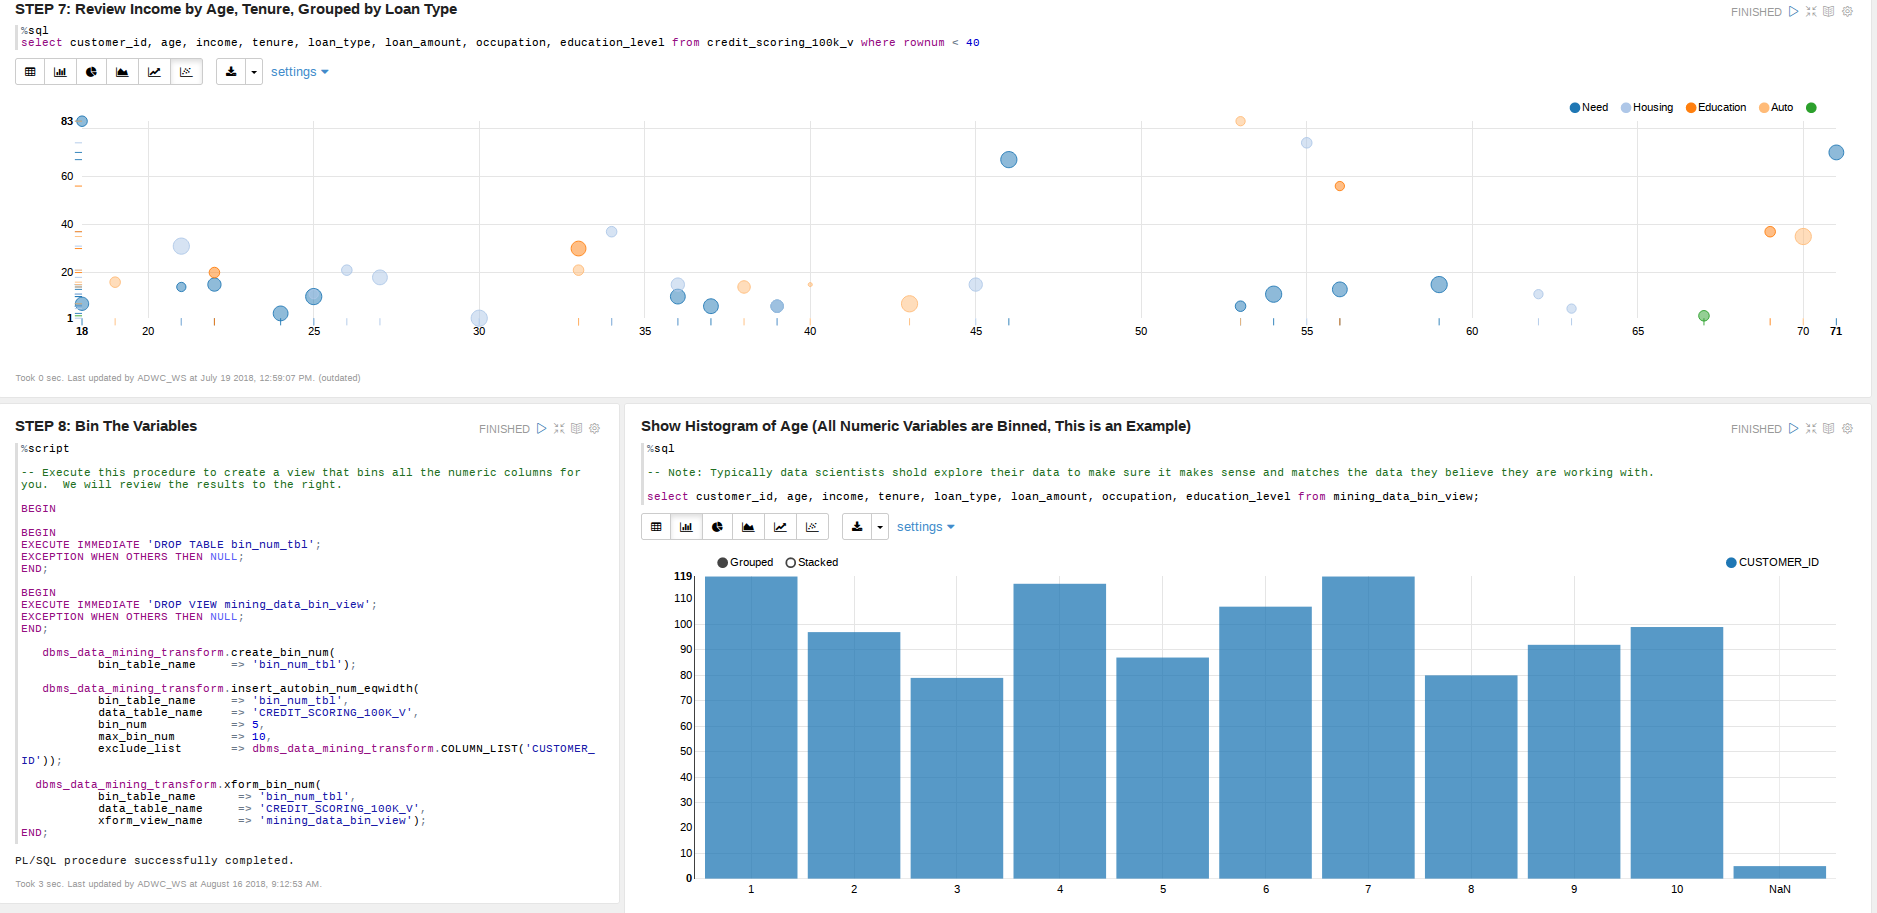 STEP 7: Review Income by Age, Tenure, Grouped by Loan Type
FINISHED
%sql
select customer_id, age, income, tenure, loan_type, loan_amount, occupation, education_level from credit_scoring_100k_v where rownum < 40
settings
Need Housing Education Auto
83
60
40
20
1
18 20 25 30 35 40 45 50 55 60 65 70 71
Took 0 sec. Last updated by ADWC_WS at July 19 2018, 12:59:07 PM. (outdated)
STEP 8: Bin The Variables
FINISHED
%script
-- Execute this procedure to create a view that bins all the numeric columns for
you.  We will review the results to the right.
BEGIN
BEGIN
EXECUTE IMMEDIATE 'DROP TABLE bin_num_tbl';
EXCEPTION WHEN OTHERS THEN NULL;
END;
BEGIN
EXECUTE IMMEDIATE 'DROP VIEW mining_data_bin_view';
EXCEPTION WHEN OTHERS THEN NULL;
END;
dbms_data_mining_transform.create_bin_num(
bin_table_name => 'bin_num_tbl');
dbms_data_mining_transform.insert_autobin_num_eqwidth(
bin_table_name => 'bin_num_tbl',
data_table_name => 'CREDIT_SCORING_100K_V',
bin_num => 5,
max_bin_num => 10,
exclude_list => dbms_data_mining_transform.COLUMN_LIST('CUSTOMER_
ID'));
dbms_data_mining_transform.xform_bin_num(
bin_table_name => 'bin_num_tbl',
data_table_name => 'CREDIT_SCORING_100K_V',
xform_view_name => 'mining_data_bin_view');
END;
PL/SQL procedure successfully completed.
Took 3 sec. Last updated by ADWC_WS at August 16 2018, 9:12:53 AM.
Show Histogram of Age (All Numeric Variables are Binned, This is an Example)
FINISHED
%sql
-- Note: Typically data scientists shold explore their data to make sure it makes sense and matches the data they believe they are working with.
select customer_id, age, income, tenure, loan_type, loan_amount, occupation, education_level from mining_data_bin_view;
settings
Grouped Stacked
CUSTOMER_ID
119
110
100
90
80
70
60
50
40
30
20
10
0
1 2 3 4 5 6 7 8 9 10 NaN